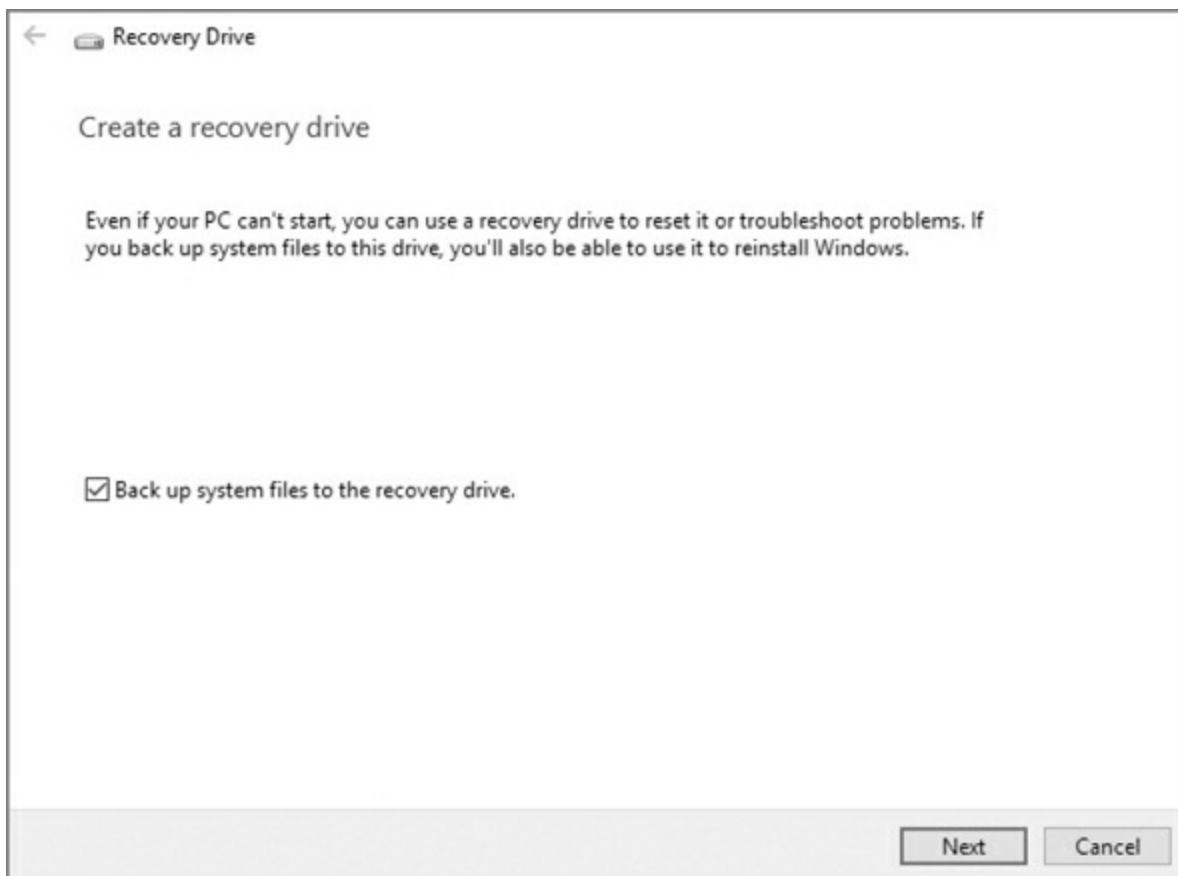 Recovery Drive
Create a recovery drive
Even if your PC can't start, you can use a recovery drive to reset it or troubleshoot problems. If
you back up system files to this drive, you'll also be able to use it to reinstall Windows.
Back up system files to the recovery drive.
Next Cancel